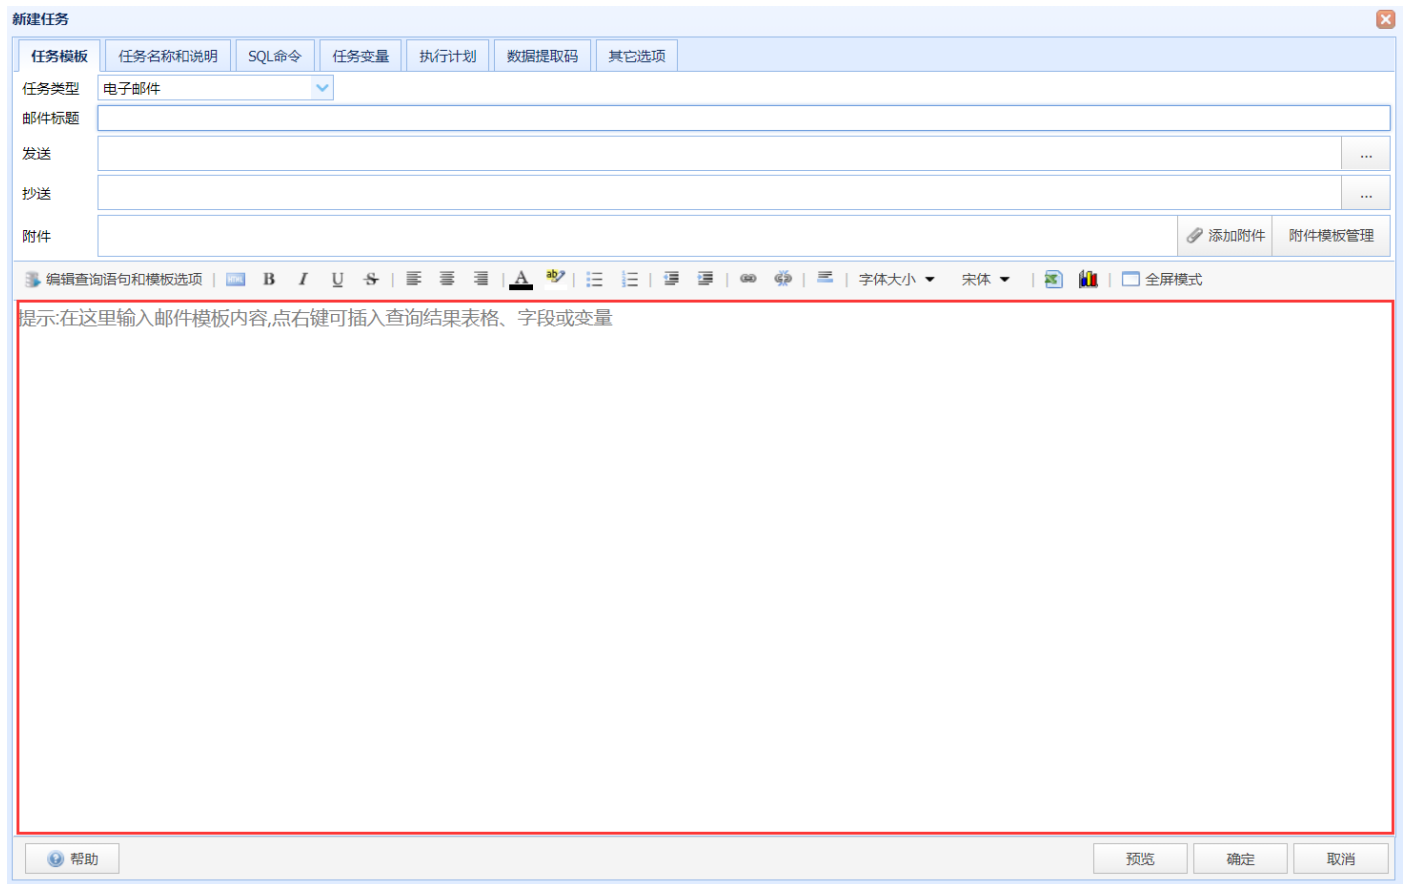 新建任务
任务模板 任务名称和说明 SQL命令 任务变量 执行计划 数据提取码 其它选项
任务类型 电子邮件
邮件标题
发送 ...
抄送 ...
附件 添加附件 附件模板管理
编辑查询语句和模板选项 | HTML B I U S | | A ab | | | | 字体大小 宋体 | | 全屏模式
提示:在这里输入邮件模板内容,点右键可插入查询结果表格、字段或变量
帮助 预览 确定 取消